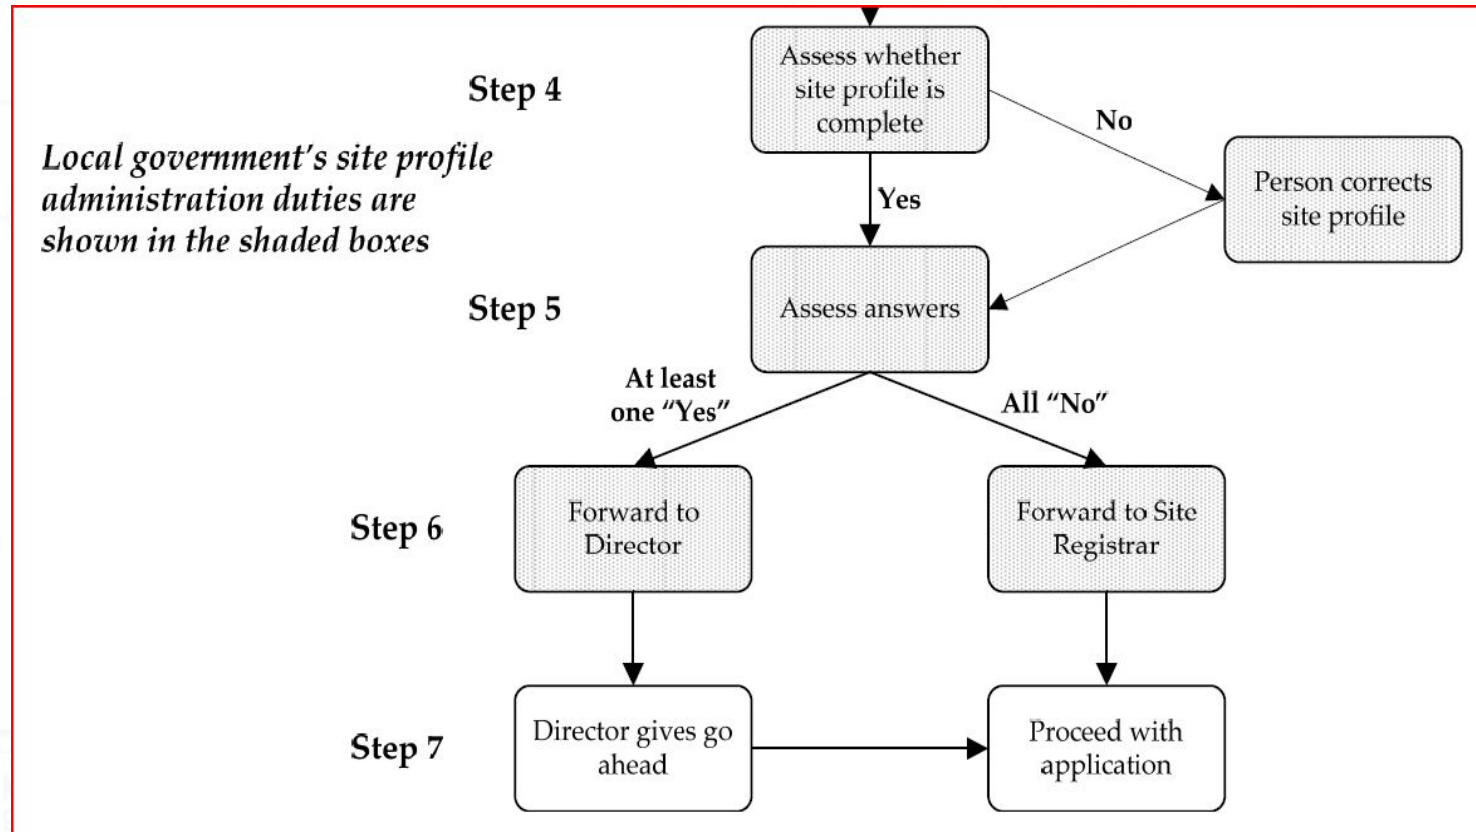 Step 4
Assess whether
site profile is
complete
No
Local government's site profile
administration duties are
shown in the shaded boxes
Person corrects
site profile
Yes
Step 5
Assess answers
At least
one “Yes”
All “No”
Step 6
Forward to
Director
Forward to Site
Registrar
Step 7
Director gives go
ahead
Proceed with
application